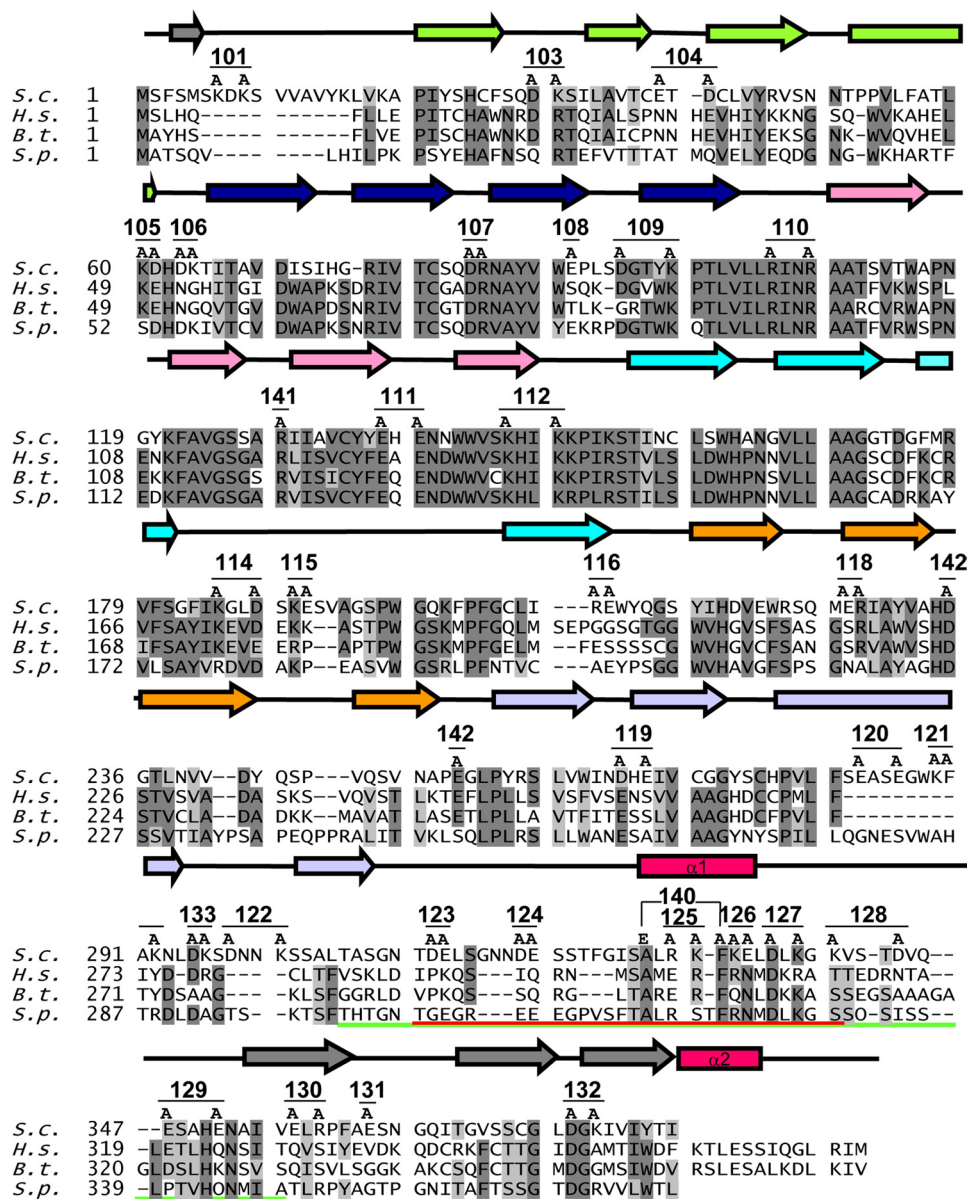 101 103 104
A A A A A A
S.c. 1 MSFSMSKDKS VVAVYKLVKA PIYSHCFSQD KSILAVTCET -DCLVYRVSN NTPPVLFATL
H.s. 1 MSLHQ----- -----FLLE PITCHAWNRD RTQIALSPNN HEVHIYKKNG SQ-WVKAHEL
B.t. 1 MAYHS----- -----FLVE PISCHAWNKD RTQIAICPNN HEVHIYEKSG NK-WVQVHEL
S.p. 1 MATSQV---- ---LHILPKP PSYEHAFNSQ RTEFVTTTAT MQVELYEQDG NG-WKHARTF
105 106 107 108 109 110
AA AA AA A A A A A
S.c. 60 KDHDKTITAV DISIHG-RIV TCSQDRNAYV WEPLSDGTYK PTLVLLRINR AATSVTWAPN
H.s. 49 KEHNGHITGI DWAPKSDRIV TCGADRNAYV WSQK-DGVWK PTLVILRINR AATFVKWSPL
B.t. 49 KEHNGQVTGV DWAPDSNRIV TCGTDRNAYV WTLK-GRTWK PTLVILRINR AARCVRWAPN
S.p. 52 SDHDKIVTCV DWAPKSNRIV TCSQDRVAYV YEKRPDGTWK QTLVLLRLNR AATFVRWSPN
141 111 112
A A A A A
S.c. 119 GYKFAVGSSA RIIAVCYYEH ENNWWVSKHI KKPIKSTINC LSWHANGVLL AAGGTDGFMR
H.s. 108 ENKFAVGSGA RLISVCYFEA ENDWWVSKHI KKPIRSTVLS LDWHPNNVLL AAGSCDFKCR
B.t. 108 EKKFAVGSGS RVISICYFEQ ENDWWVCKHI KKPIRSTVLS LDWHPNNVLL AAGSCDFKCR
S.p. 112 EDKFAVGSGA RVISVCYFEQ ENDWWVSKHL KRPLRSTILS LDWHPNSVLL AAGCADRKAY
114 115 116 118 142
A A AA AA AA A
S.c. 179 VFSGFIKGLD SKESVAGSPW GQKFPFGCLI ---REWYQGS YIHDVEWRSQ MERIAYVAHD
H.s. 166 VFSAYIKEVD EKK-ASTPW GSKMPFGQLM SEPGGSGTGG WVHGVSFSAS GSRLAWVSHD
B.t. 168 IFSAYIKEVE ERP--APTPW GSKMPFGELM ---FESSSSCG WVHGVCFSAN GSRVAWVSHD
S.p. 172 VLSAYVRDVD AKP--EASVW GSRLPFNTVC ---AEYPSGG WVHAVGFSPS GNALAYAGHD
142 119 120 121
A A A A A AA
S.c. 236 GTLNVV--DY QSP--VQSV NAPEGLPYRS LVWINDHEIV CGGYSCHPVL FSEASEGWKF
H.s. 226 STVSVA--DA SKS--VQVST LKTEFLPLLS VSFVSENSVV AAGHDCCPML F---------
B.t. 224 STVCLA--DA DKK--MAVAT LASETLPLLA VTFITESSLV AAGHDCFPVL F---------
S.p. 227 SSVTIAYPSA PEQPPRALIT VKLSQLPLRS LLWANESAIV AAGYNYSPIL LQGNESVWAH
α1
140
133 122 123 124 125 126 127 128
A AA A A AA AA E A A AAA A A A A
S.c. 291 AKNLDKSDNN KSSALTASGN TDELSGNNDE SSTFGISALR K-FKELDLKG KVS-TDVQ--
H.s. 273 IYD-DRG--- -CLTFVSKLD IPKQS---IQ RN---MSAME R-FRNMDKRA TTEDRNTA--
B.t. 271 TYDSAAG--- -KLSFGGRLD VPKQS---SQ RG---LTARE R-FQNLDKKA SSEGSAAAGA
S.p. 287 TRDLDAGTS- KTSFTHTGNT GEGR---EE EGPVSFTALR STFRNMDLKG SSQ-SISS--
α2
129 130 131 132
A A A A A A A
S.c. 347 -ESAHENAIV ELRPFAESNG QITGVSSCGL DGKIVIYTI
H.s. 319 -LETLHQNSI TQVSIYEVDK QDCRKFCTTG IDGAMTIWDF KTLESSIQGL RIM
B.t. 320 GLDSLHKNSV SQISVLSGGK AKCSQFCTTG MDGGMSIWDV RSLESALKDL KIV
S.p. 339 -LPTVHQNMI ATLRPYAGTP GNITAFTSSG TDGRVVLWTL